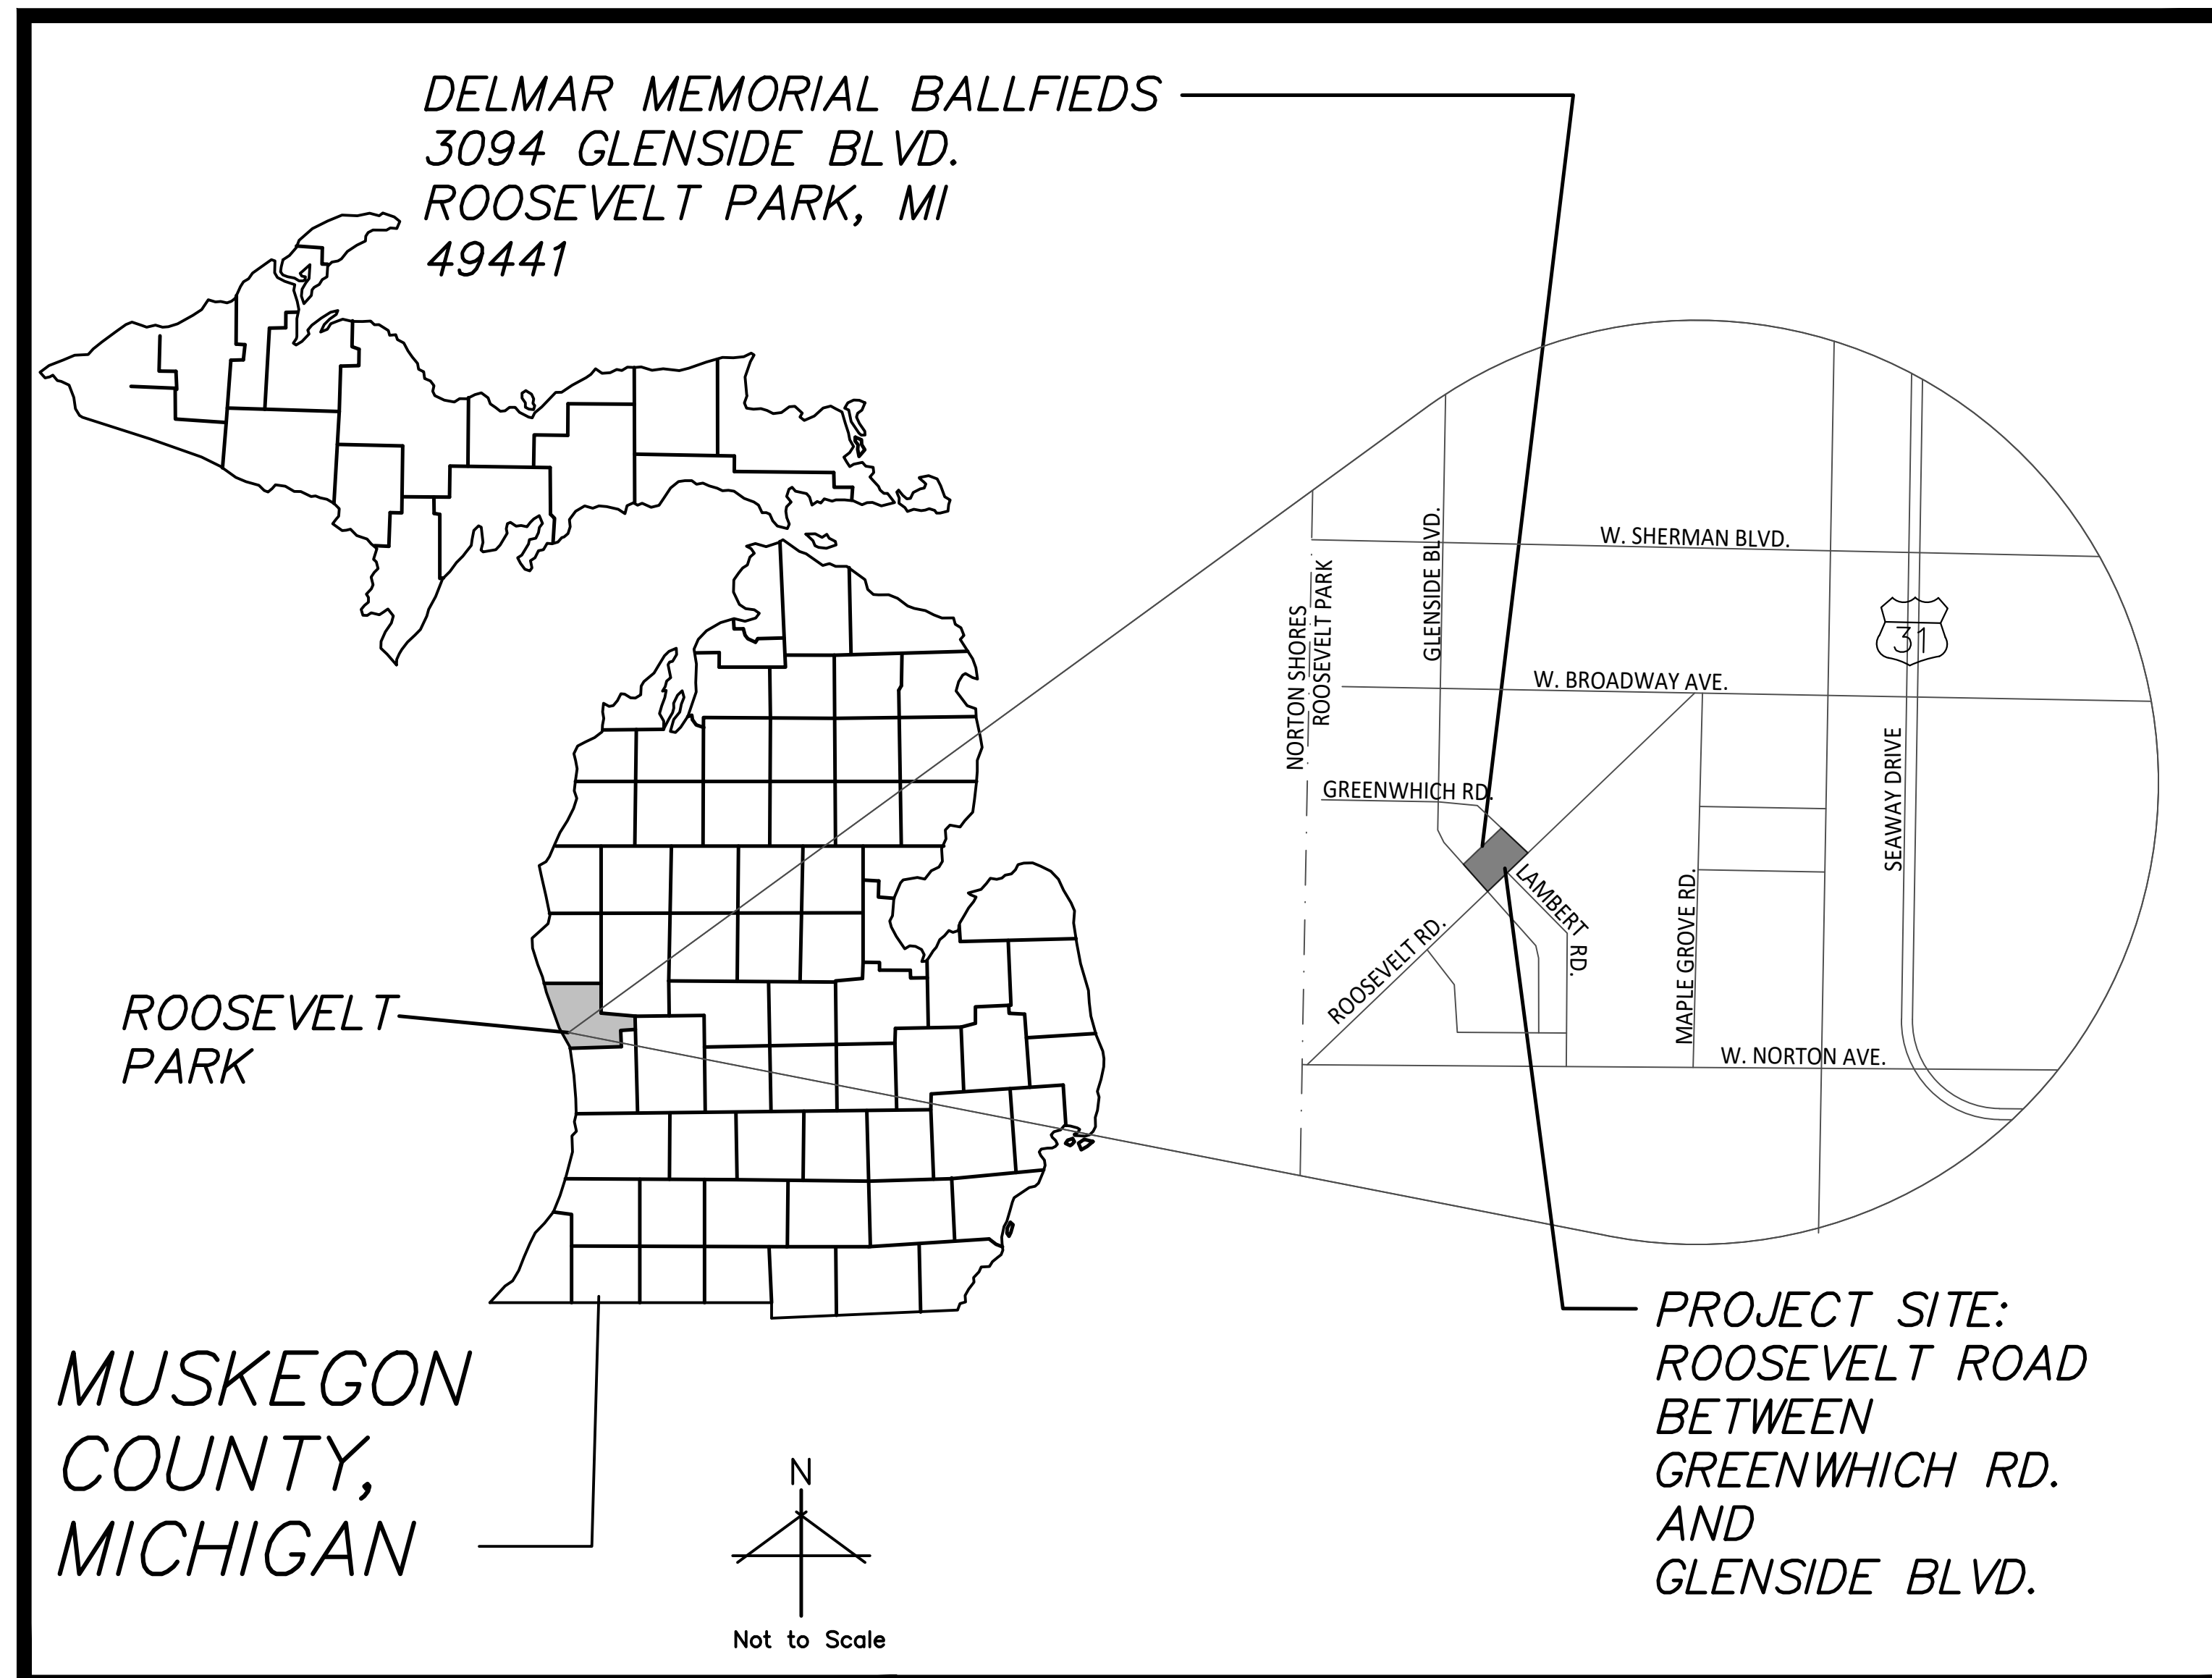 DELMAR MEMORIAL BALLFIEDS
3094 GLENSIDE BLVD.
ROOSEVELT PARK, MI
49441
W. SHERMAN BLVD.
GLENSIDE BLVD.
NORTON SHORES
ROOSEVELT PARK
31
W. BROADWAY AVE.
SEAWAY DRIVE
GREENWHICH RD.
LAMBERT
RD.
MAPLE GROVE RD.
ROOSEVELT RD.
W. NORTON AVE.
ROOSEVELT
PARK
MUSKEGON
COUNTY,
MICHIGAN
N
Not to Scale
PROJECT SITE:
ROOSEVELT ROAD
BETWEEN
GREENWHICH RD.
AND
GLENSIDE BLVD.